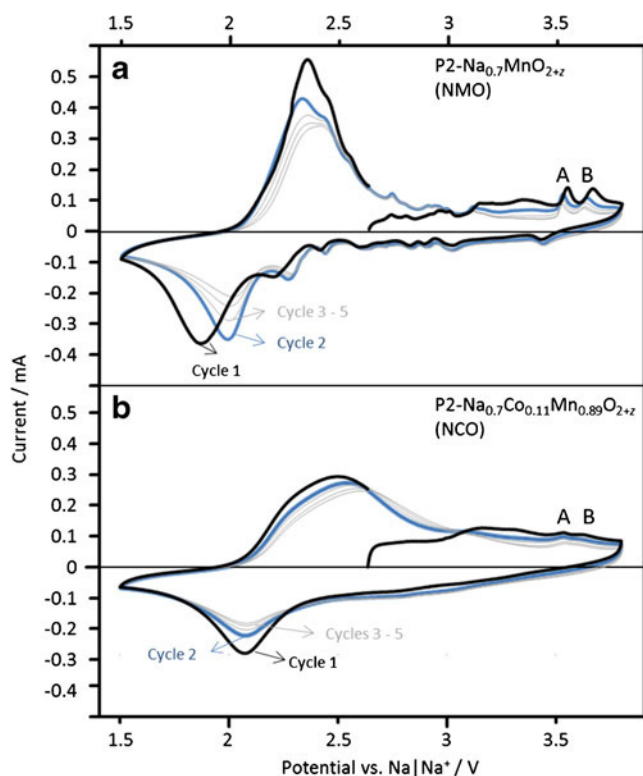 1.5 2 2.5 3 3.5
a
P2-Na0.7MnO2+z
(NMO)
0.5
0.4
0.3
0.2
0.1
0
-0.1
-0.2
-0.3
-0.4
A B
Cycle 3 - 5
Cycle 2
Cycle 1
Current / mA
b
P2-Na0.7Co0.11Mn0.89O2+z
(NCO)
0.5
0.4
0.3
0.2
0.1
0
-0.1
-0.2
-0.3
-0.4
A B
Cycles 3 - 5
Cycle 2
Cycle 1
1.5 2 2.5 3 3.5
Potential vs. Na|Na+ / V